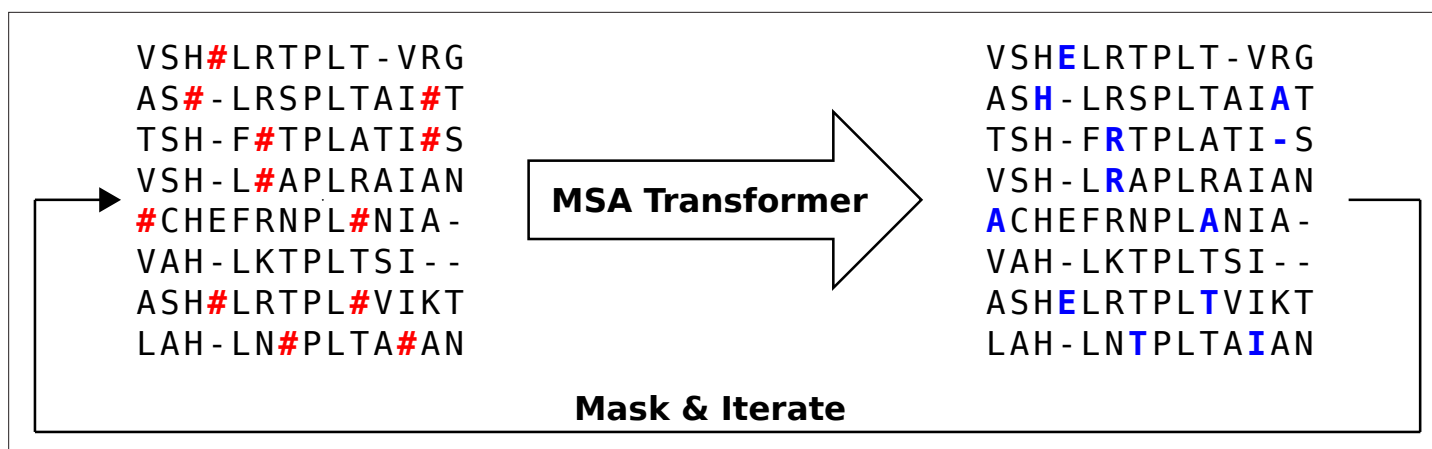 VSH#LRTPLT-VRG
AS#-LRSPLTAI#T
TSH-F#TPLATI#S
VSH-L#APLRAIAN
#CHEFRNPL#NIA-
VAH-LKTPLTSI--
ASH#LRTPL#VIKT
LAH-LN#PLTA#AN
MSA Transformer
VSHELRTPLT-VRG
ASH-LRSPLTAIAT
TSH-FRTPLATI-S
VSH-LRAPLRAIAN
ACHEFRNPLANIA-
VAH-LKTPLTSI--
ASHELRTPLTVIKT
LAH-LNTPLTAIAN
Mask & Iterate